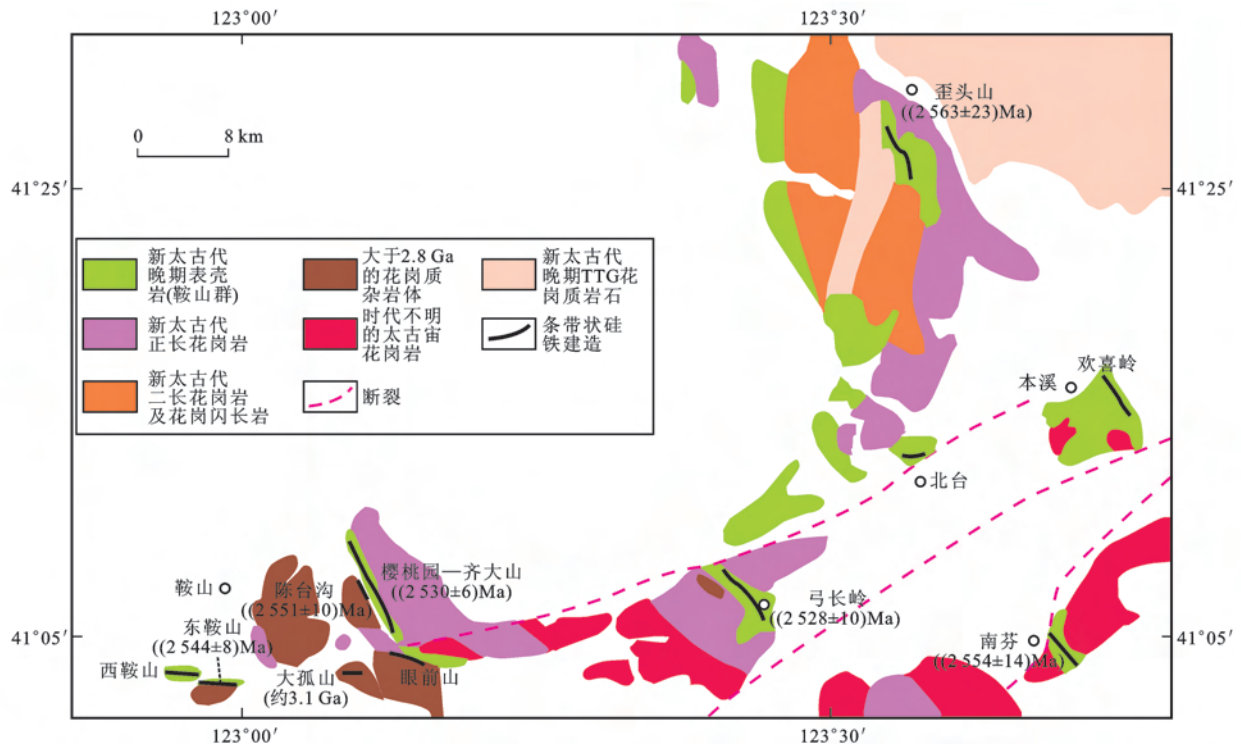 123°00′
123°30′
歪头山
((2 563±23)Ma)
0
8 km
41°25′
41°25′
新太古代
晚期表壳
岩(鞍山群)
大于2.8 Ga
的花岗质
杂岩体
新太古代
晚期TTG花
岗质岩石
新太古代
正长花岗岩
时代不明
的太古宙
花岗岩
条带状硅
铁建造
新太古代
二长花岗岩
及花岗闪长岩
断裂
欢喜岭
本溪
北台
鞍山
陈台沟
((2 551±10)Ma)
樱桃园—齐大山
((2 530±6)Ma)
弓长岭
((2 528±10)Ma)
41°05′
41°05′
东鞍山
((2 544±8)Ma)
南芬
((2 554±14)Ma)
西鞍山
大孤山
(约3.1 Ga)
眼前山
123°00′
123°30′